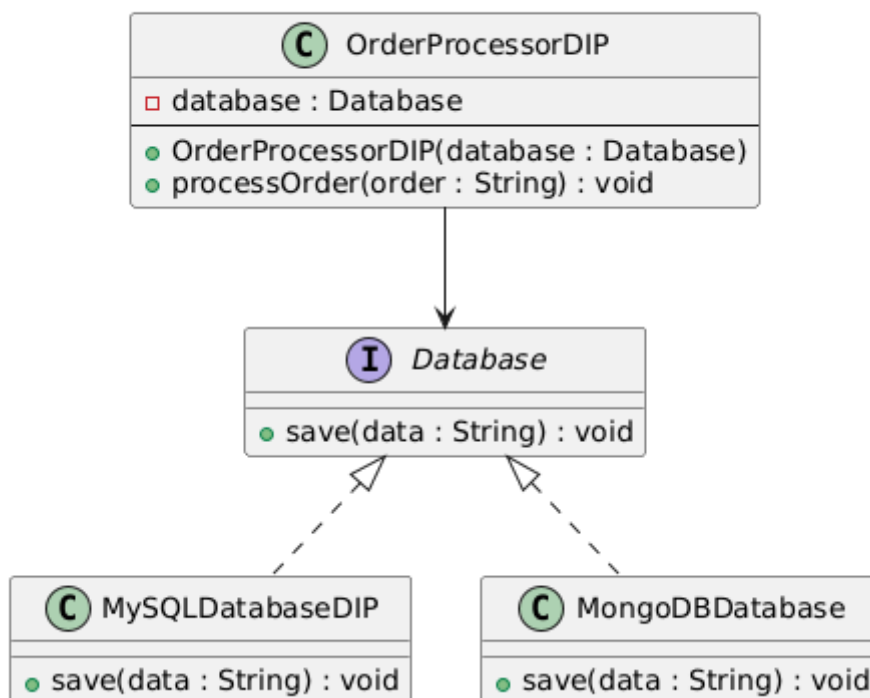 C OrderProcessorDIP
database : Database
OrderProcessorDIP(database : Database)
processOrder(order : String) : void
I Database
save(data : String) : void
C MySQLDatabaseDIP
save(data : String) : void
C MongoDBDatabase
save(data : String) : void